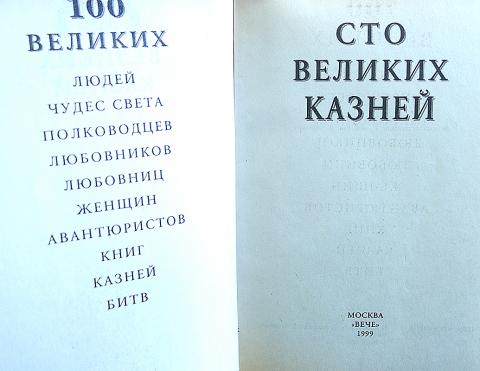 100
ВЕЛИКИХ
ЛЮДЕЙ
ЧУДЕС СВЕТА
ПОЛКОВОДЦЕВ
ЛЮБОВНИКОВ
ЛЮБОВНИЦ
ЖЕНЩИН
АВАНТЮРИСТОВ
КНИГ
КАЗНЕЙ
БИТВ
СТО
ВЕЛИКИХ
КАЗНЕЙ
МОСКВА
«ВЕЧЕ»
1999